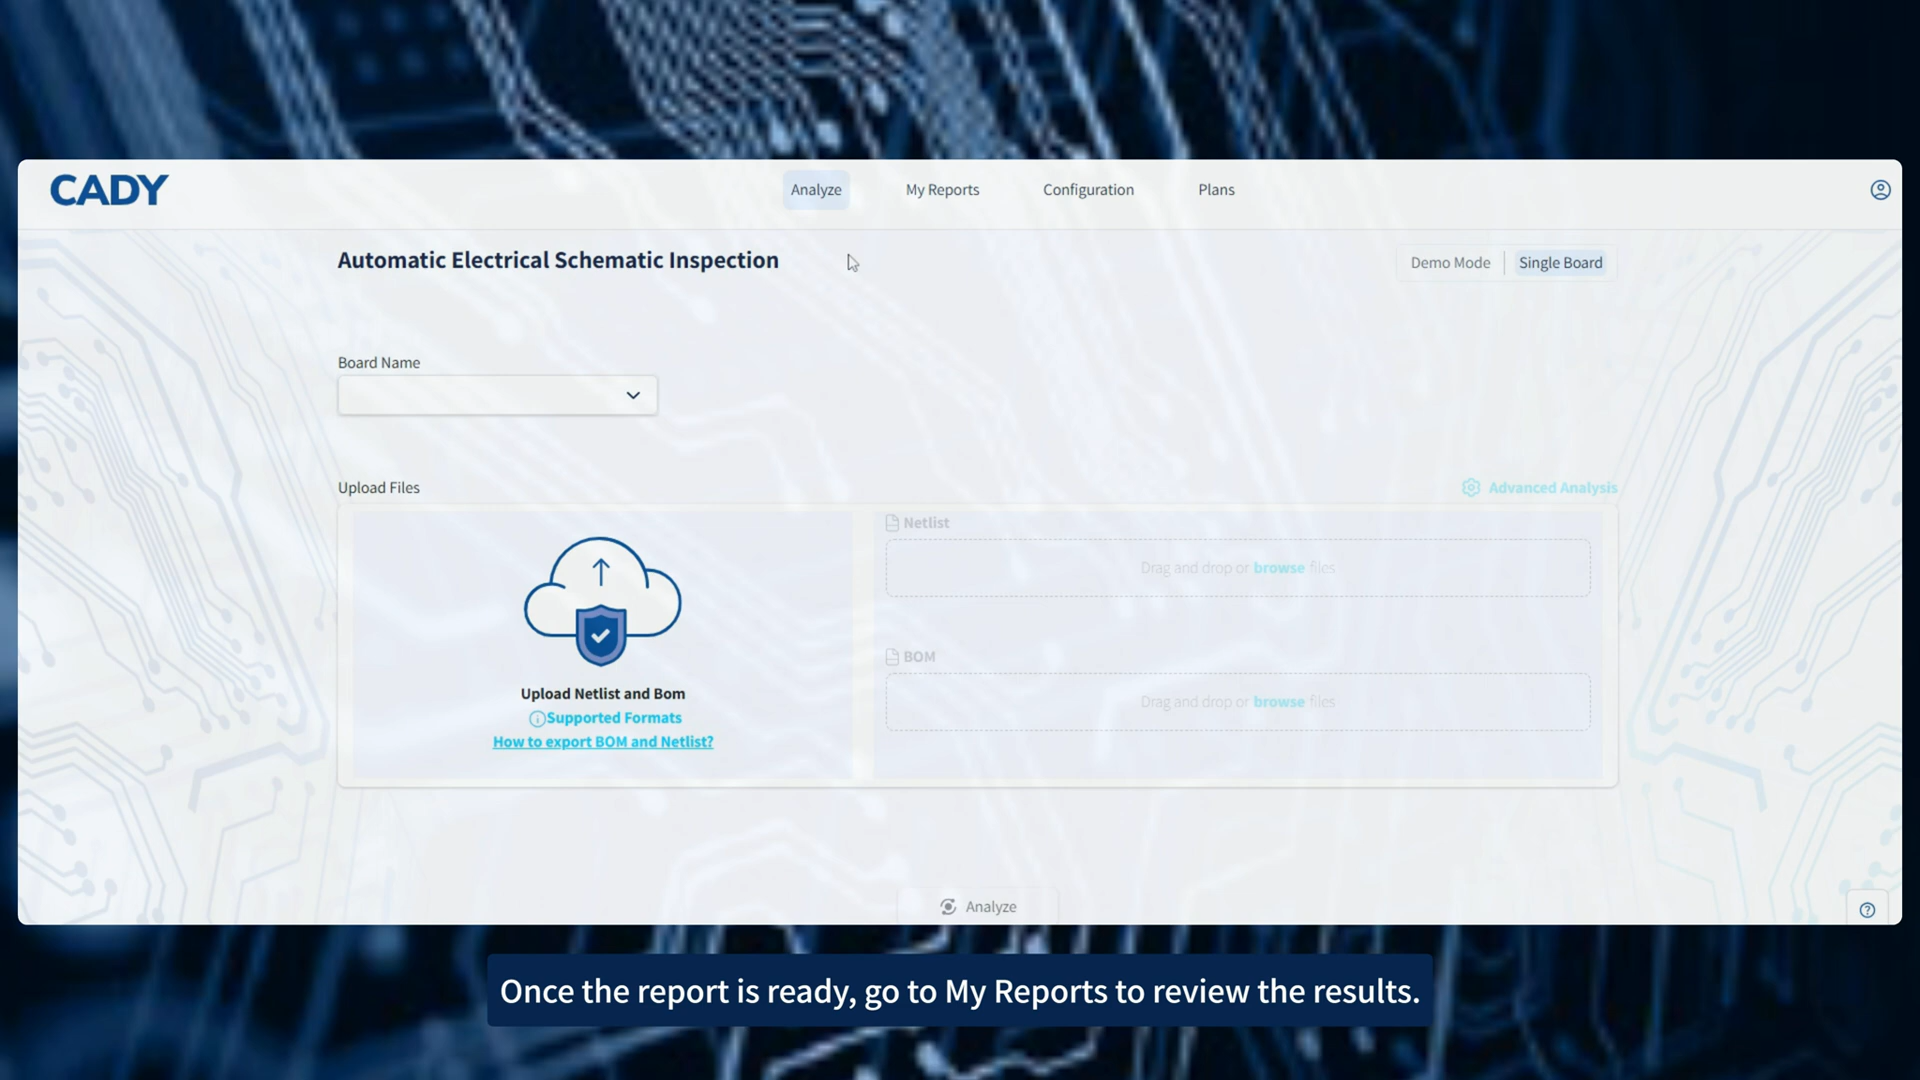 CADY
Analyze
My Reports
Configuration
Plans
Automatic Electrical Schematic Inspection
Demo Mode
Single Board
Board Name
Upload Files
Advanced Analysis
Netlist
Drag and drop or browse files
BOM
Drag and drop or browse files
Upload Netlist and Bom
Supported Formats
How to export BOM and Netlist?
Analyze
Once the report is ready, go to My Reports to review the results.